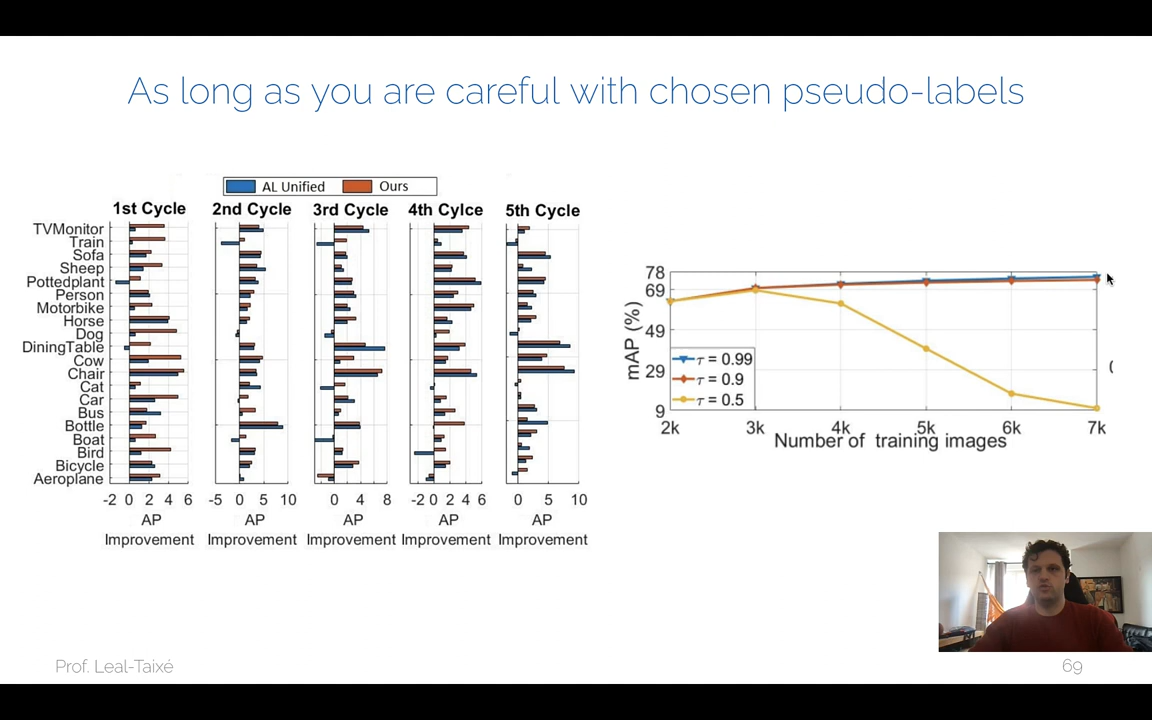 As long as you are careful with chosen pseudo-labels
AL Unified Ours
1st Cycle 2nd Cycle 3rd Cycle 4th Cylce 5th Cycle
TVMonitor
Train
Sofa
Sheep
Pottedplant
Person
Motorbike
Horse
Dog
DiningTable
Cow
Chair
Cat
Car
Bus
Bottle
Boat
Bird
Bicycle
Aeroplane
-2 0 2 4 6 -5 0 5 10 0 4 8 -2 0 2 4 6 0 5 10
AP AP AP AP AP
Improvement Improvement Improvement Improvement Improvement
78
69
49
29
9
mAP (%)
τ = 0.99
τ = 0.9
τ = 0.5
2k 3k 4k 5k 6k 7k
Number of training images
Prof. Leal-Taixé
69